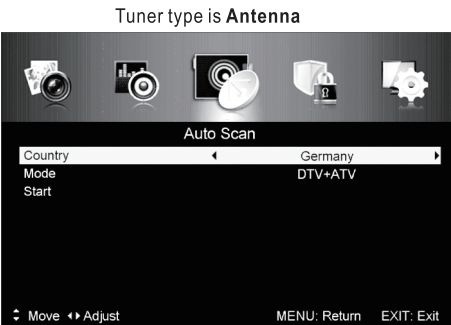 Tuner type is Antenna
Auto Scan
Country Germany
Mode DTV+ATV
Start
Move Adjust MENU: Return EXIT: Exit